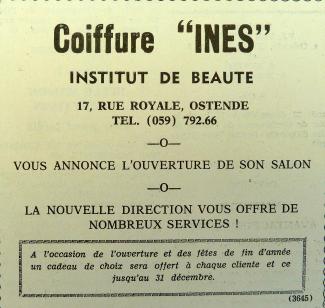 Coiffure "INES"
INSTITUT DE BEAUTE
17, RUE ROYALE, OSTENDE
TEL. (059) 792.66
—O—
VOUS ANNONCE L'OUVERTURE DE SON SALON
—O—
LA NOUVELLE DIRECTION VOUS OFFRE DE
NOMBREUX SERVICES !
A l'occasion de l'ouverture et des fêtes de fin d'année
un cadeau de choix sera offert à chaque cliente et ce
jusqu'au 31 décembre.
(3645)